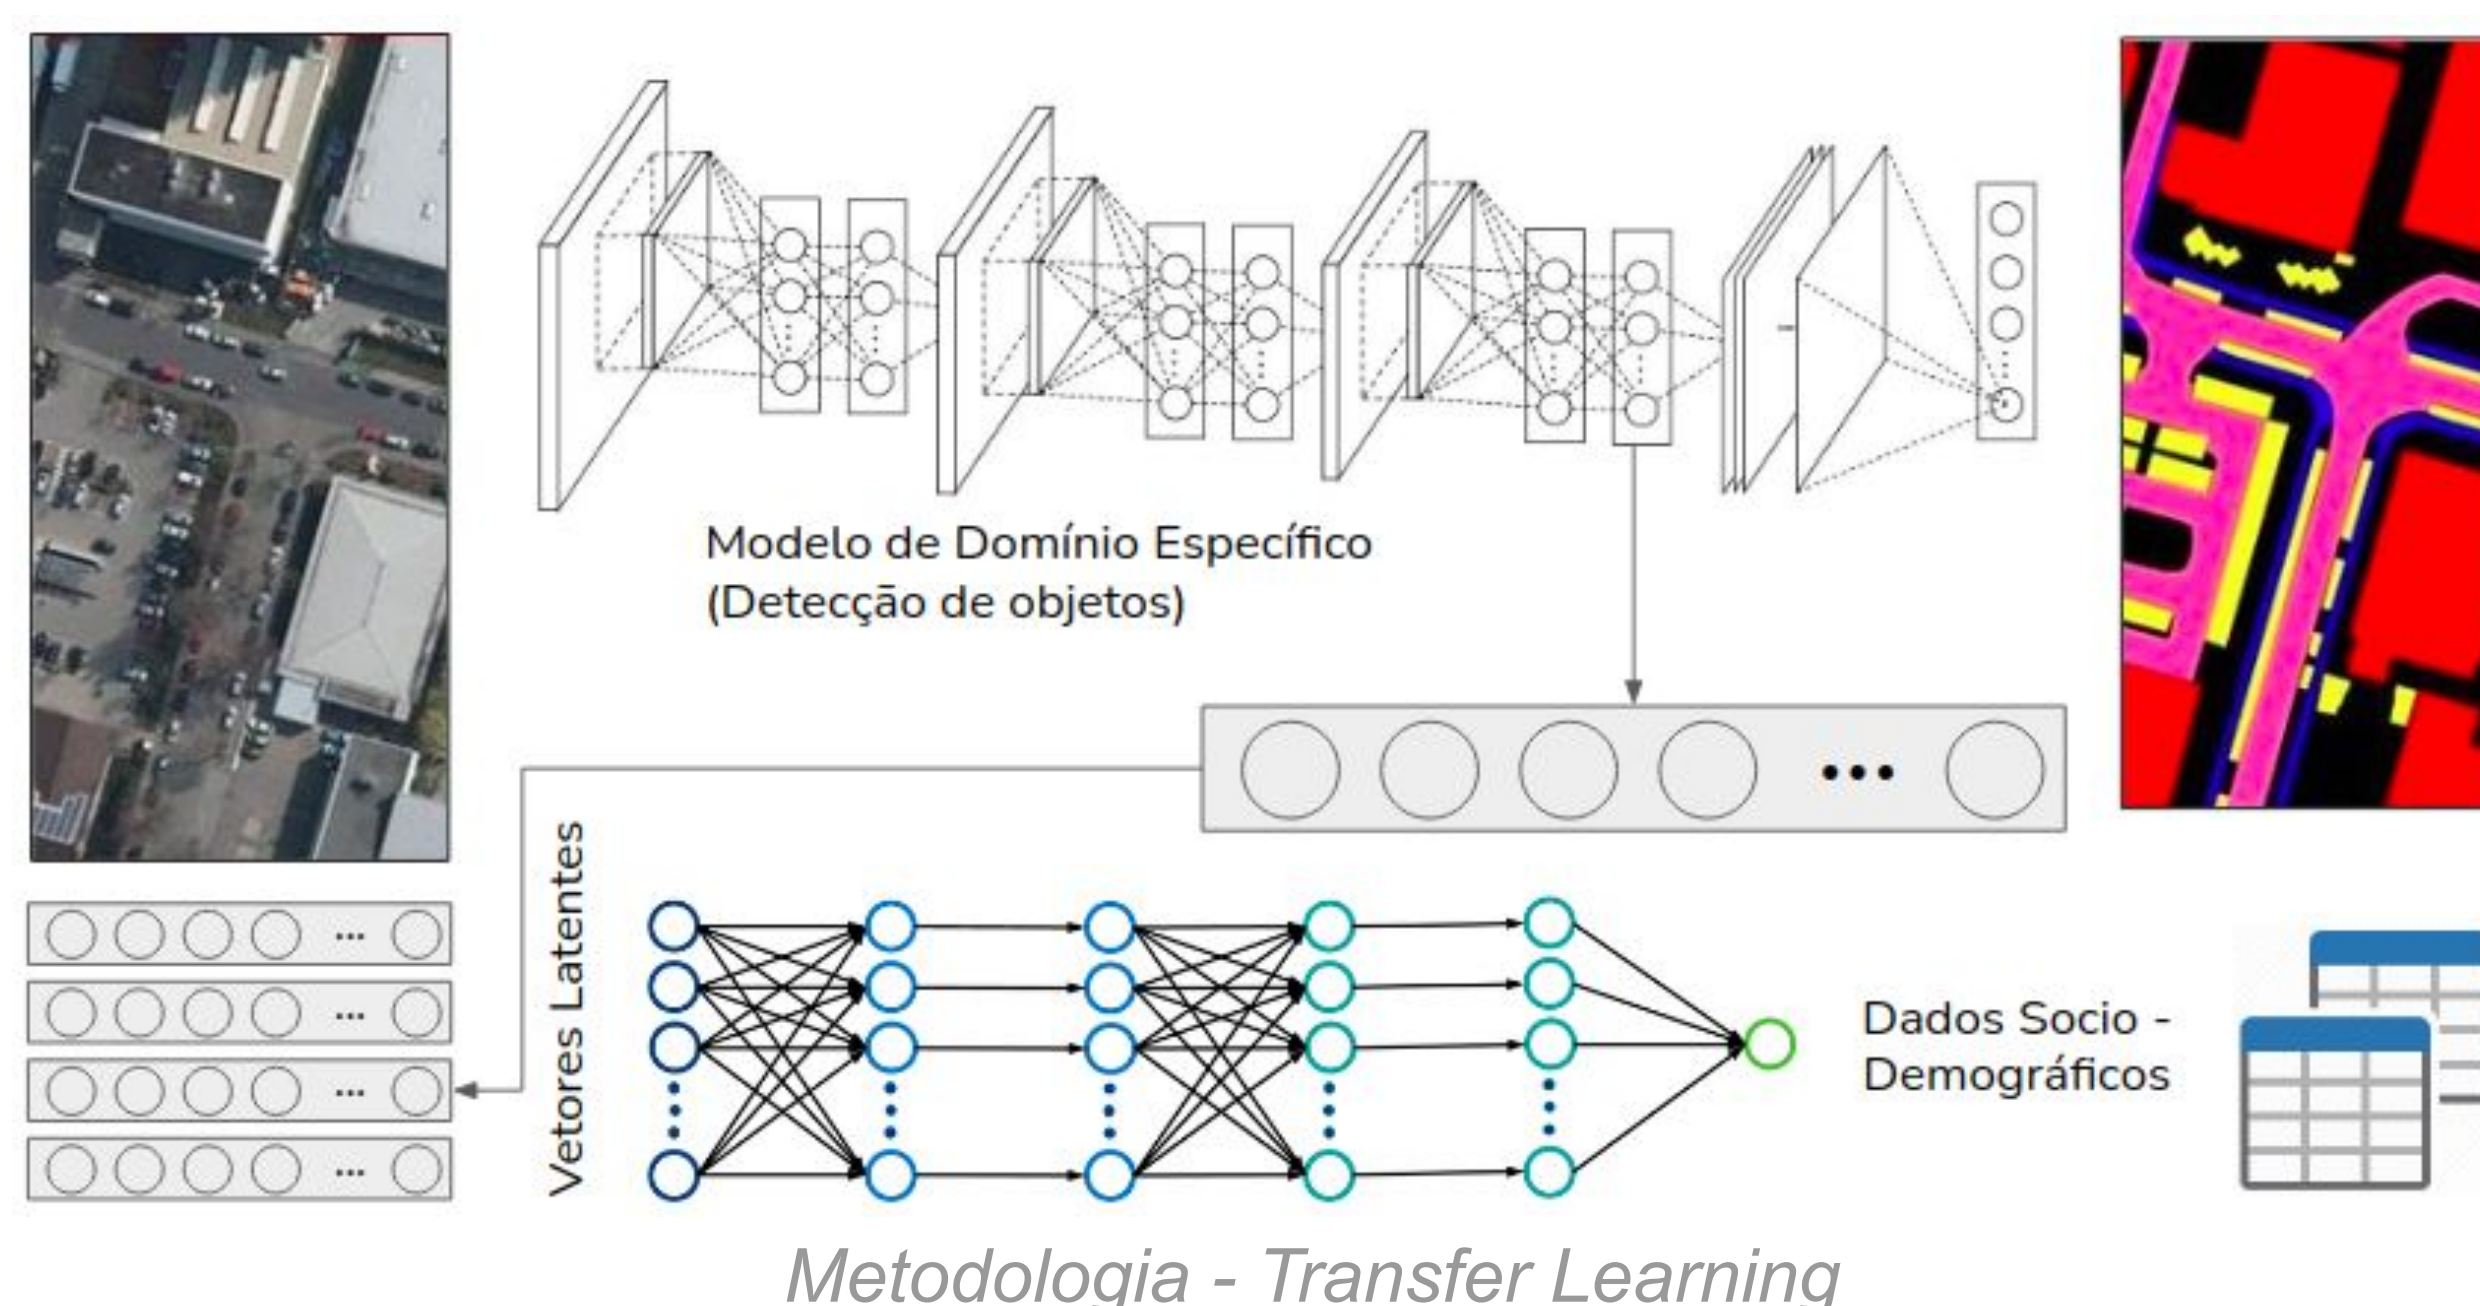 Modelo de Domínio Específico
(Detecção de objetos)
Vetores Latentes
Dados Socio -
Demográficos
Metodologia - Transfer Learning